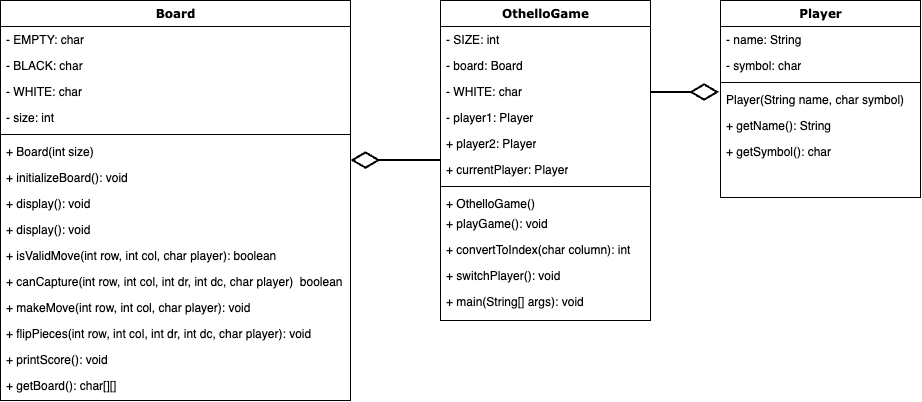 Board
- EMPTY: char
- BLACK: char
- WHITE: char
- size: int
+ Board(int size)
+ initializeBoard(): void
+ display(): void
+ display(): void
+ isValidMove(int row, int col, char player): boolean
+ canCapture(int row, int col, int dr, int dc, char player)  boolean
+ makeMove(int row, int col, char player): void
+ flipPieces(int row, int col, int dr, int dc, char player): void
+ printScore(): void
+ getBoard(): char[][]
OthelloGame
- SIZE: int
- board: Board
- WHITE: char
- player1: Player
+ player2: Player
+ currentPlayer: Player
+ OthelloGame()
+ playGame(): void
+ convertToIndex(char column): int
+ switchPlayer(): void
+ main(String[] args): void
Player
- name: String
- symbol: char
Player(String name, char symbol)
+ getName(): String
+ getSymbol(): char